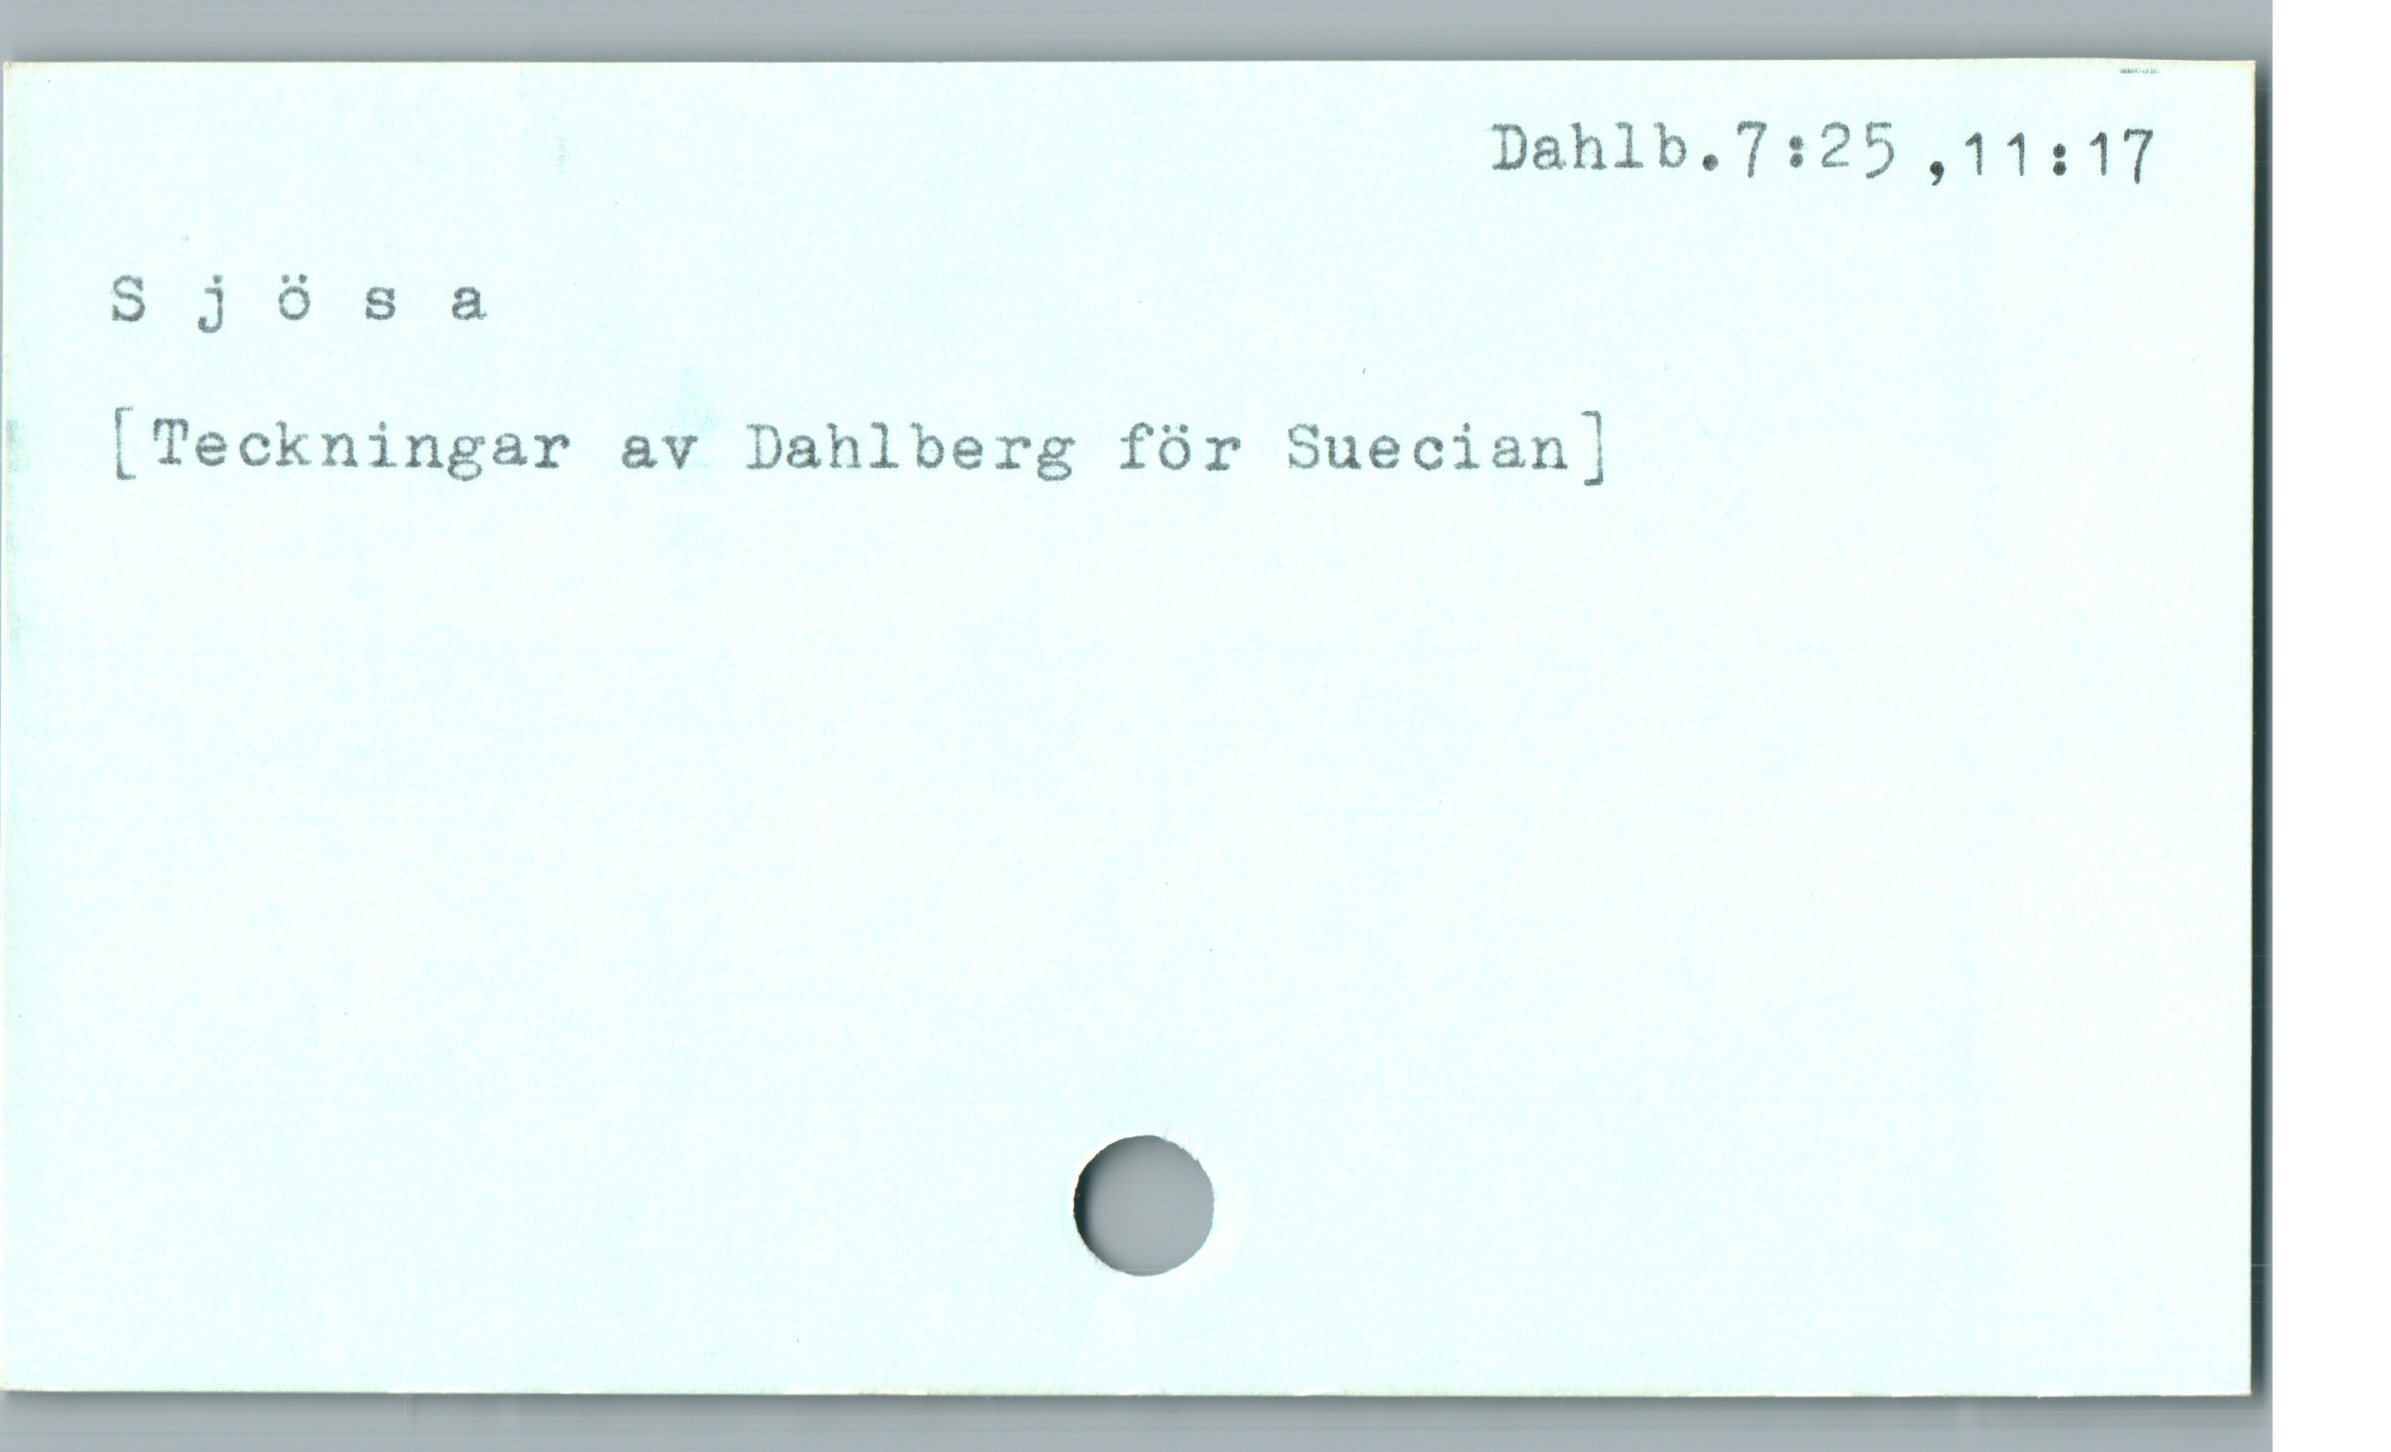 Dahlb.7:25,11:17
S j ö s a
[Teckningar av Dahlberg för Suecian]